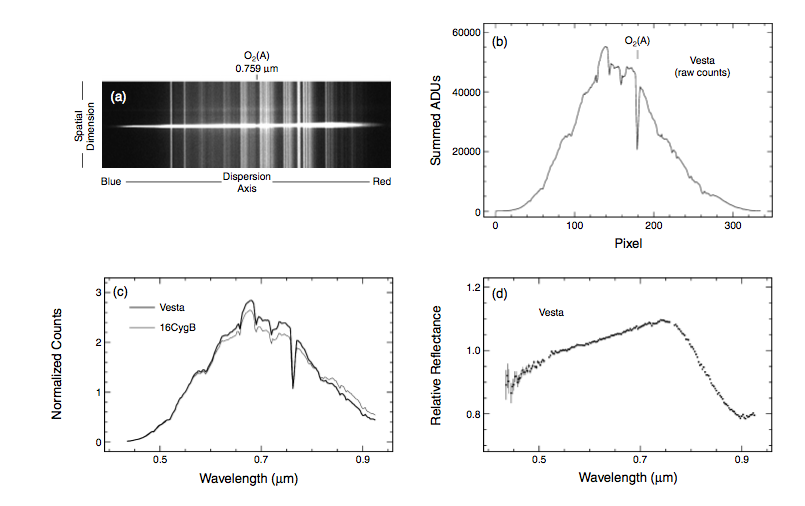 O₂(A)
0.759 μm
(a)
Spatial
Dimension
Blue
Dispersion
Axis
Red
(b)
O₂(A)
Vesta
(raw counts)
60000
40000
20000
0
Summed ADUs
0
100
200
300
Pixel
(c)
Vesta
16CygB
3
2
1
0
Normalized Counts
0.5
0.7
0.9
Wavelength (μm)
(d)
Vesta
1.2
1.0
0.8
Relative Reflectance
0.5
0.7
0.9
Wavelength (μm)